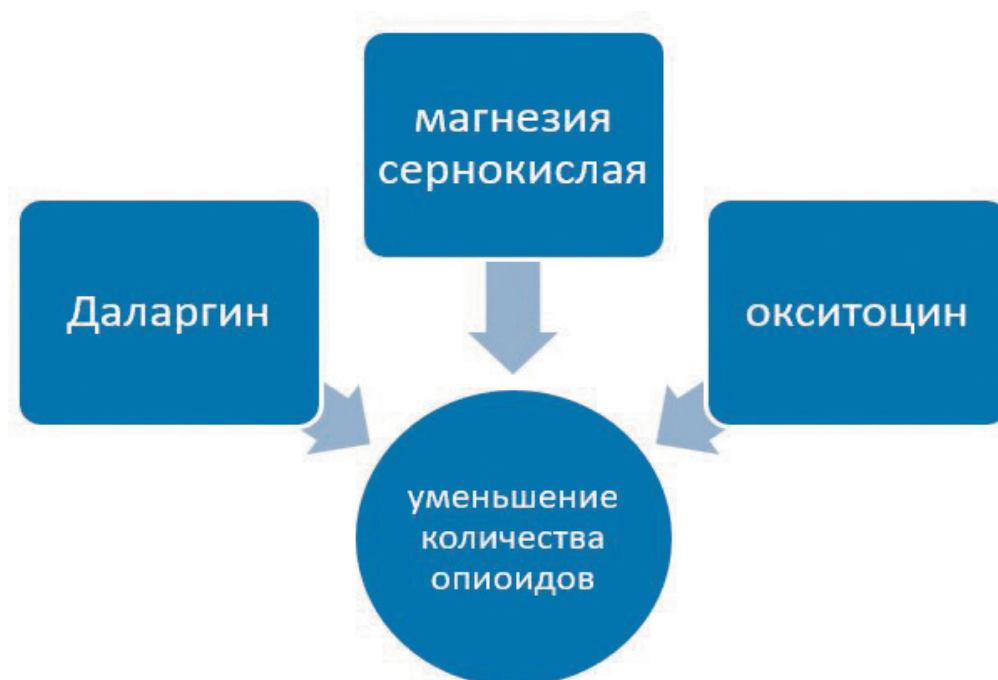 магнезия
сернокислая
Даларгин
окситоцин
уменьшение
количества
опиоидов